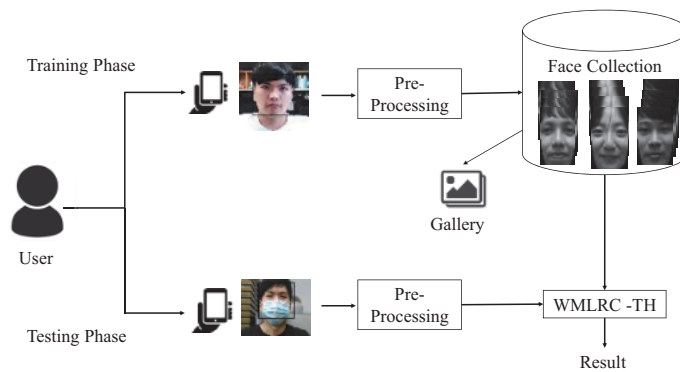 Training Phase
Pre-
Processing
Face Collection
Gallery
User
Testing Phase
Pre-
Processing
WMLRC -TH
Result